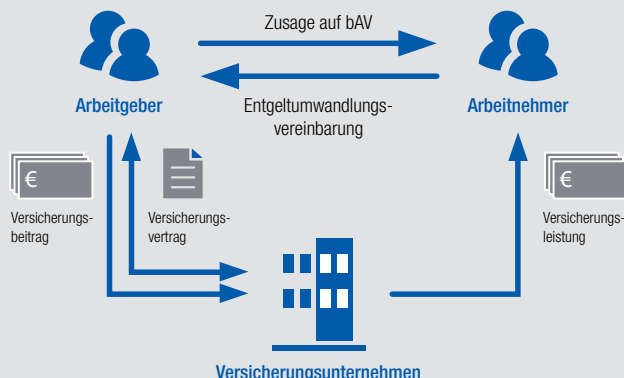 Zusage auf bAV
Arbeitgeber
Entgeltumwandlungs-
vereinbarung
Arbeitnehmer
€
€
Versicherungs-
beitrag
Versicherungs-
vertrag
Versicherungs-
leistung
Versicherungsunternehmen